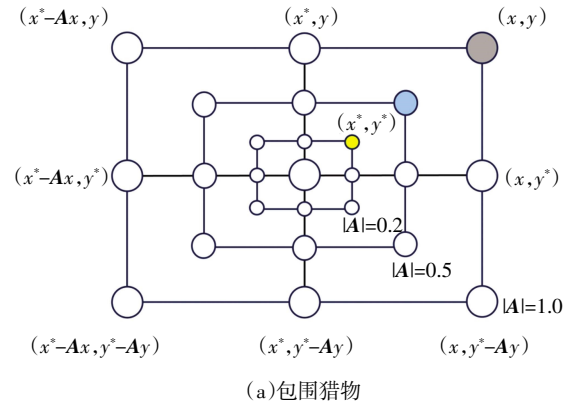 (x*-Ax,y) (x*,y) (x,y)
(x*,y*)
(x*-Ax,y*) (x,y*)
|A|=0.2
|A|=0.5
|A|=1.0
(x*-Ax,y*-Ay) (x*,y*-Ay) (x,y*-Ay)
(a)包围猎物